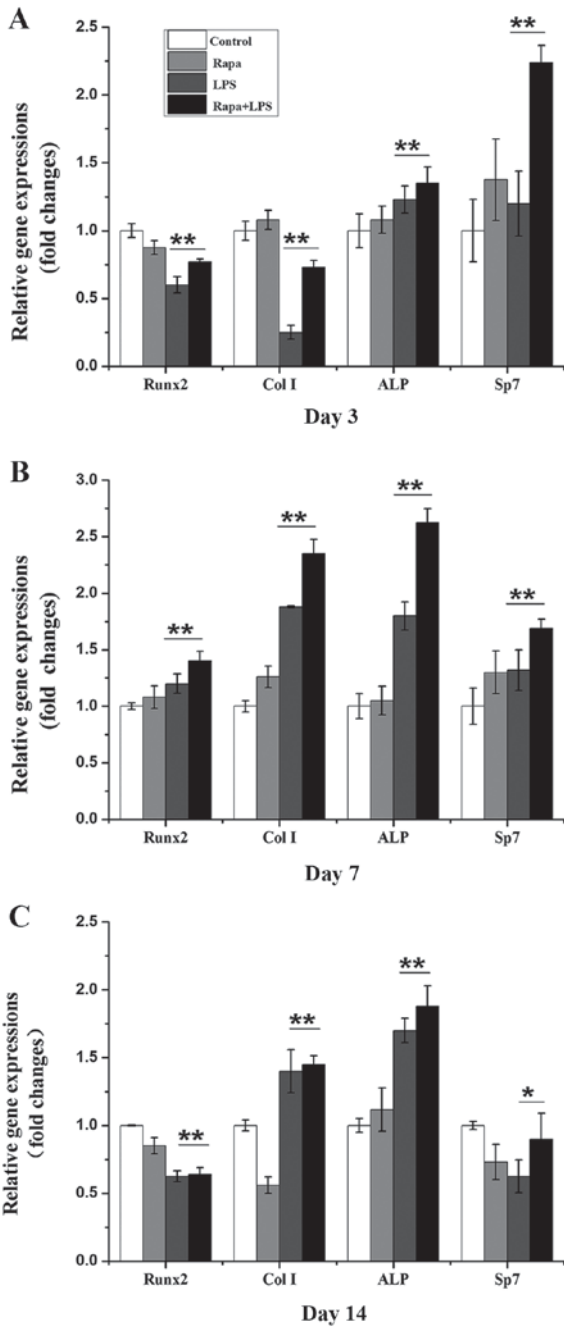 A
Relative gene expressions
(fold changes)
3
2.5
2.0
1.5
1.0
0.5
0.0
Control
Rapa
LPS
Rapa+LPS
**
**
**
**
Runx2
Col I
ALP
Sp7
Day 3
B
Relative gene expressions
(fold changes)
3.0
2.5
2.0
1.5
1.0
0.5
0.0
**
**
**
**
Runx2
Col I
ALP
Sp7
Day 7
C
Relative gene expressions
(fold changes)
2.5
2.0
1.5
1.0
0.5
0.0
**
**
**
*
Runx2
Col I
ALP
Sp7
Day 14